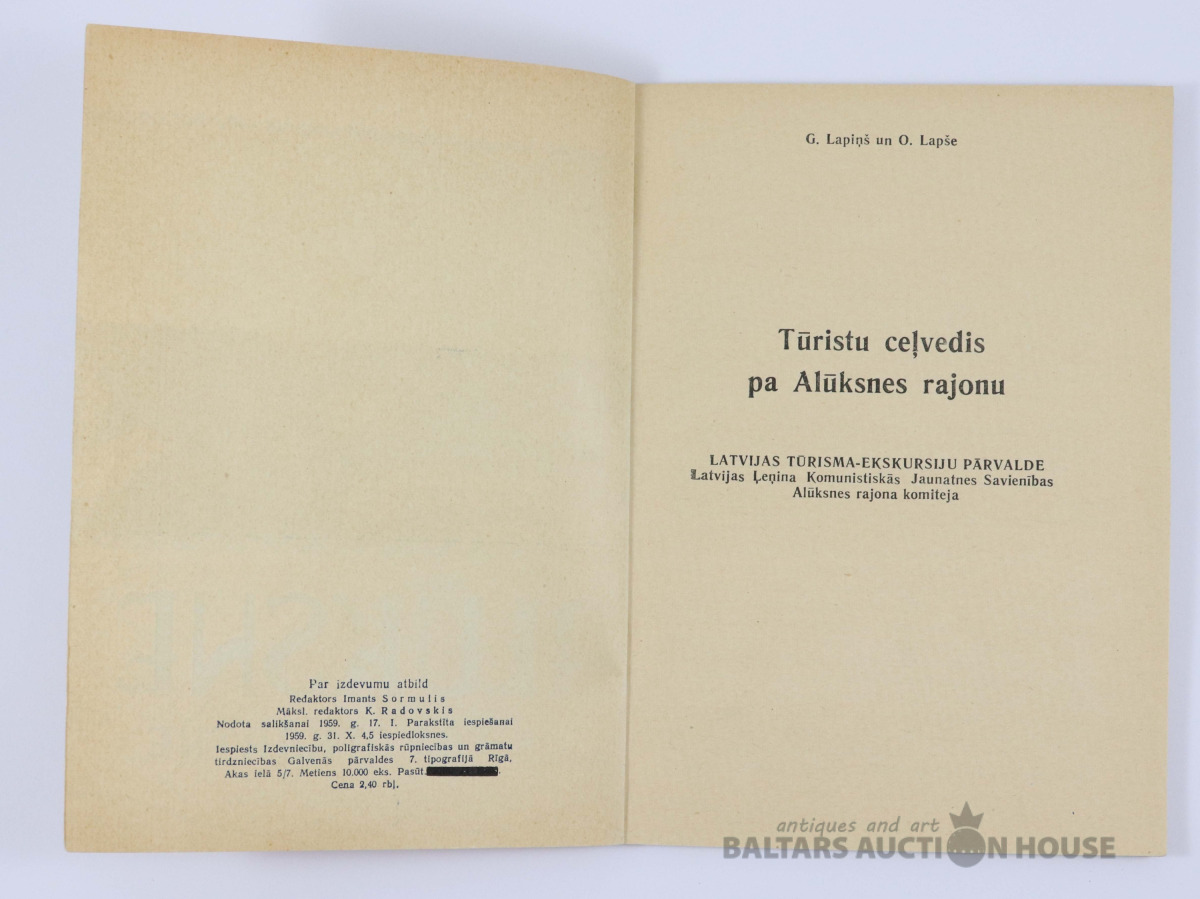 Par izdevumu atbild
Redaktors Imants Sormulis
Māksl. redaktors K. Radovskis
Nodota salikšanai 1959. g. 17. I. Parakstīta iespiešanai
1959. g. 31. X. 4,5 iespiedloksnes.
Iespiests Izdevniecību, poligrafiskās rūpniecības un grāmatu
tirdzniecības Galvenās pārvaldes 7. tipografijā Rīgā,
Akas ielā 5/7. Metiens 10.000 eks. Pasūt.
Cena 2,40 rbļ.
G. Lapiņš un O. Lapše
Tūristu ceļvedis
pa Alūksnes rajonu
LATVIJAS TŪRISMA-EKSKURSIJU PĀRVALDE
Latvijas Ļeņina Komunistiskās Jaunatnes Savienības
Alūksnes rajona komiteja
antiques and art
BALTARS AUCTION HOUSE